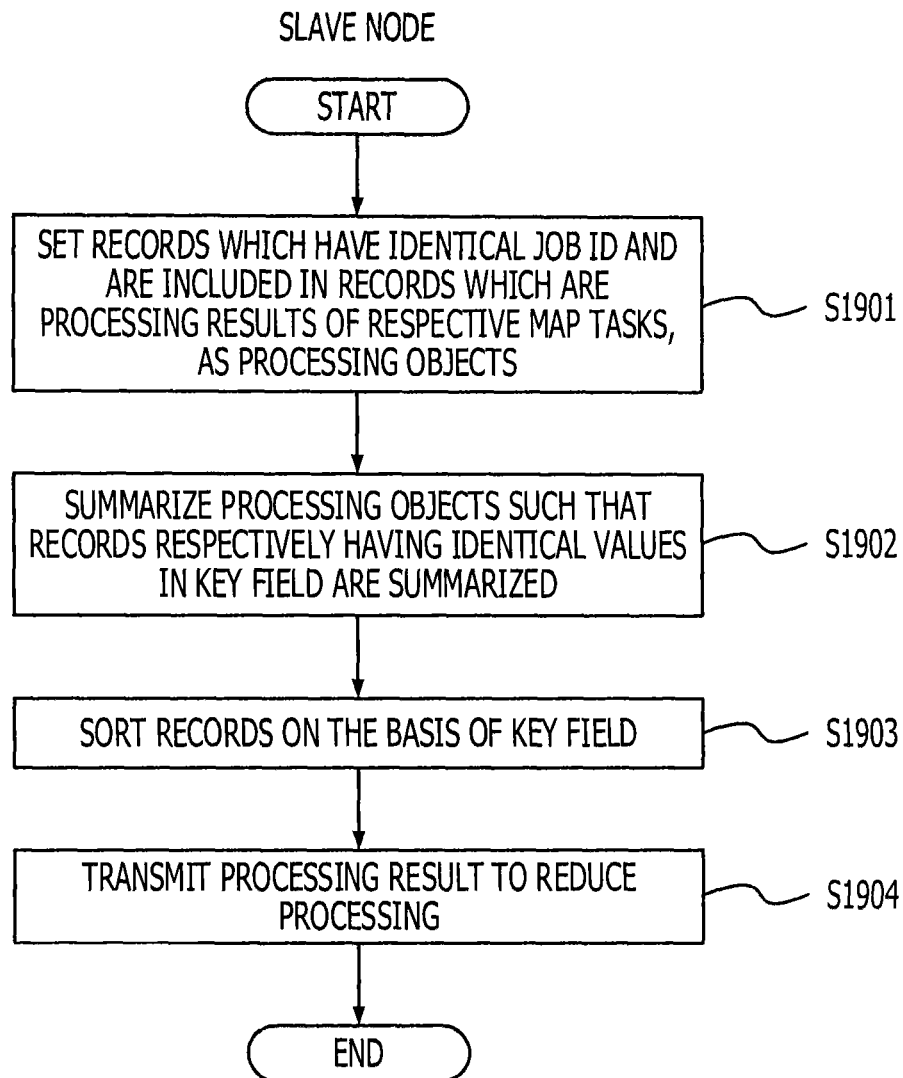 SLAVE NODE
START
SET RECORDS WHICH HAVE IDENTICAL JOB ID AND
ARE INCLUDED IN RECORDS WHICH ARE
PROCESSING RESULTS OF RESPECTIVE MAP TASKS,
AS PROCESSING OBJECTS
S1901
SUMMARIZE PROCESSING OBJECTS SUCH THAT
RECORDS RESPECTIVELY HAVING IDENTICAL VALUES
IN KEY FIELD ARE SUMMARIZED
S1902
SORT RECORDS ON THE BASIS OF KEY FIELD
S1903
TRANSMIT PROCESSING RESULT TO REDUCE
PROCESSING
S1904
END